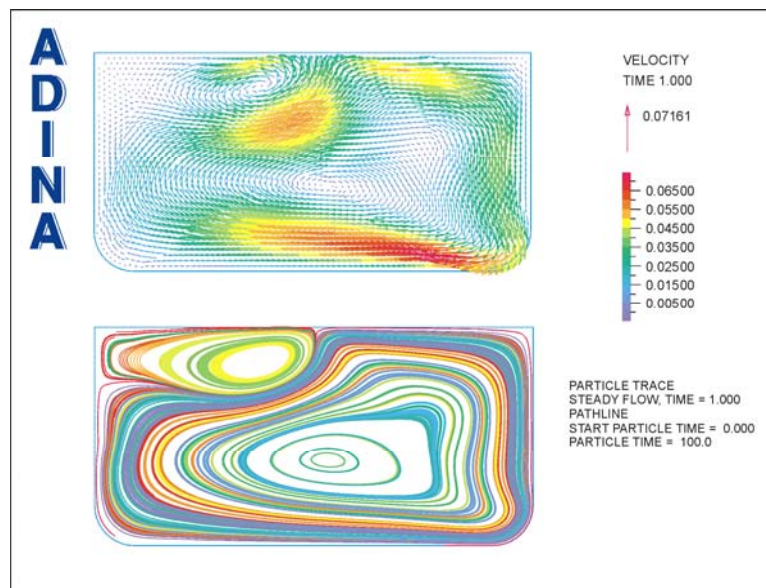 ADINA
VELOCITY
TIME 1.000
0.07161
0.06500
0.05500
0.04500
0.03500
0.02500
0.01500
0.00500
PARTICLE TRACE
STEADY FLOW, TIME = 1.000
PATHLINE
START PARTICLE TIME = 0.000
PARTICLE TIME = 100.0